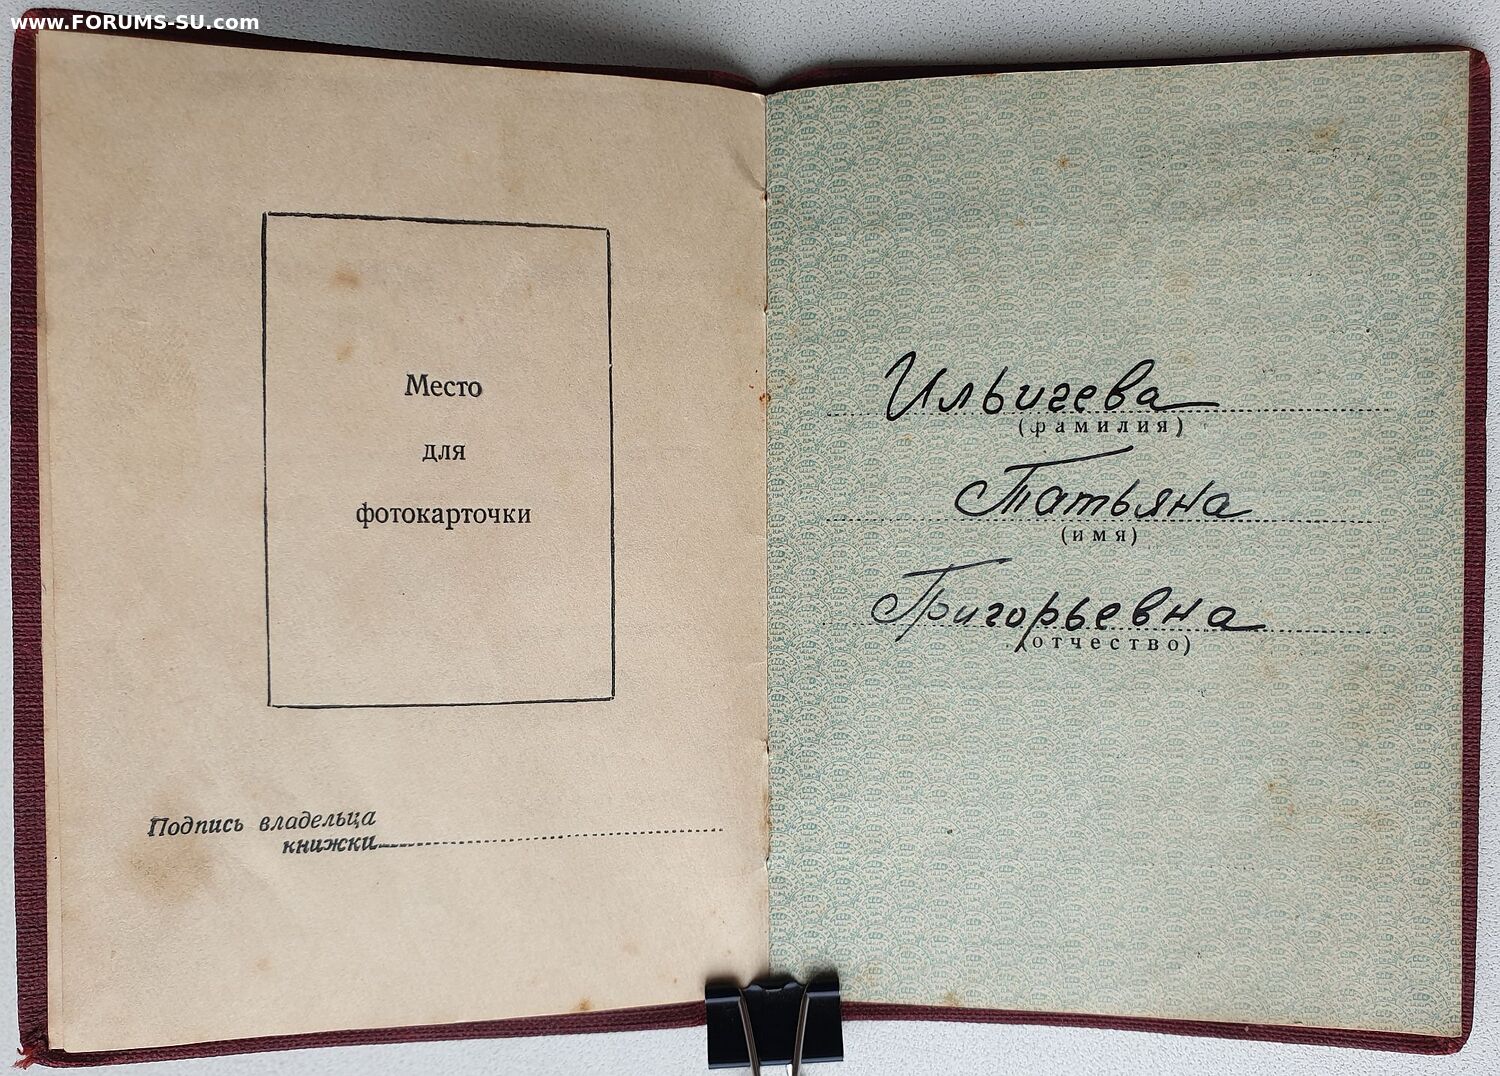 www.FORUMS-SU.com
Место
для
фотокарточки
Подпись владельца
книжки
Ильичева
(фамилия)
Татьяна
(имя)
Григорьевна
(отчество)